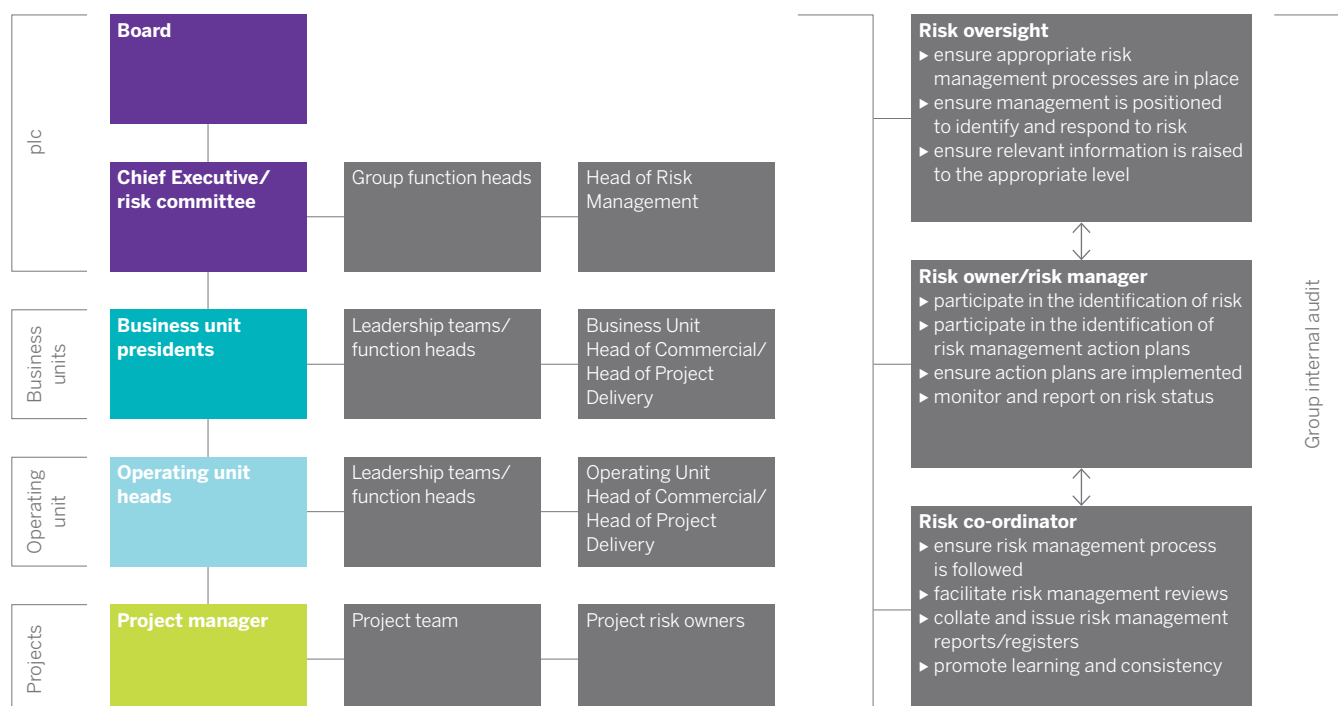 plc
Board
Chief Executive/
risk committee
Group function heads
Head of Risk
Management
Business
units
Business unit
presidents
Leadership teams/
function heads
Business Unit
Head of Commercial/
Head of Project
Delivery
Operating
unit
Operating unit
heads
Leadership teams/
function heads
Operating Unit
Head of Commercial/
Head of Project
Delivery
Projects
Project manager
Project team
Project risk owners
Risk oversight
▸ ensure appropriate risk
management processes are in place
▸ ensure management is positioned
to identify and respond to risk
▸ ensure relevant information is raised
to the appropriate level
Risk owner/risk manager
▸ participate in the identification of risk
▸ participate in the identification of
risk management action plans
▸ ensure action plans are implemented
▸ monitor and report on risk status
Risk co-ordinator
▸ ensure risk management process
is followed
▸ facilitate risk management reviews
▸ collate and issue risk management
reports/registers
▸ promote learning and consistency
Group internal audit